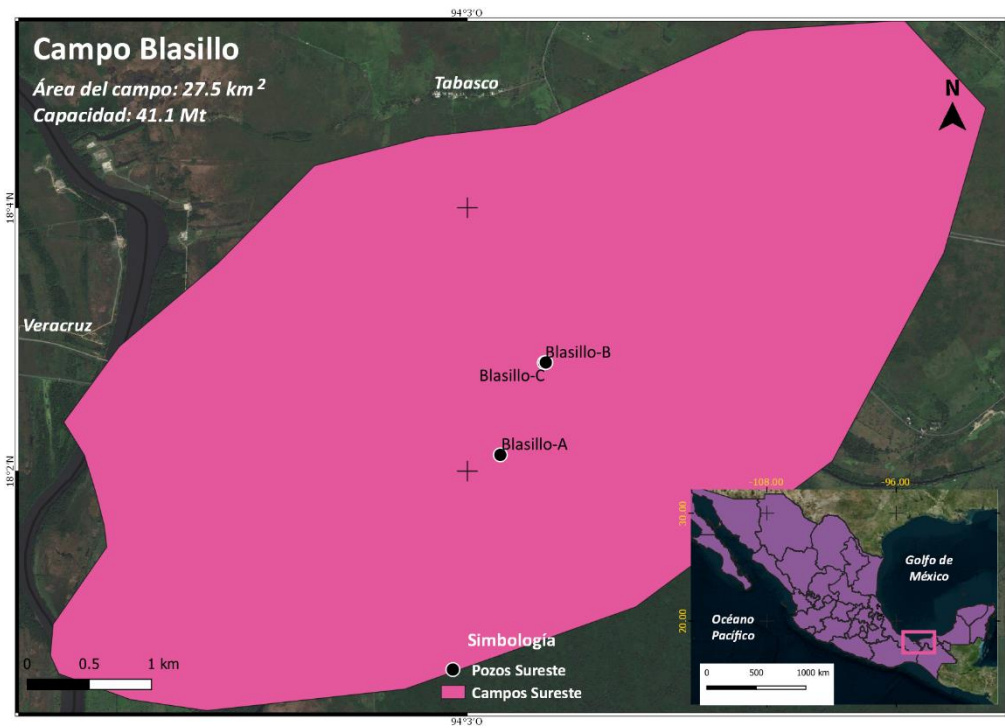 94°3'O
Campo Blasillo
Área del campo: 27.5 km²
Capacidad: 41.1 Mt
Tabasco
N
18°4'N
Veracruz
Blasillo-B
Blasillo-C
Blasillo-A
18°2'N
-108.00 -96.00
30.00
Golfo de
México
20.00
Océano
Pacífico
Simbología
Pozos Sureste
Campos Sureste
0 0.5 1 km
0 500 1000 km
94°3'O